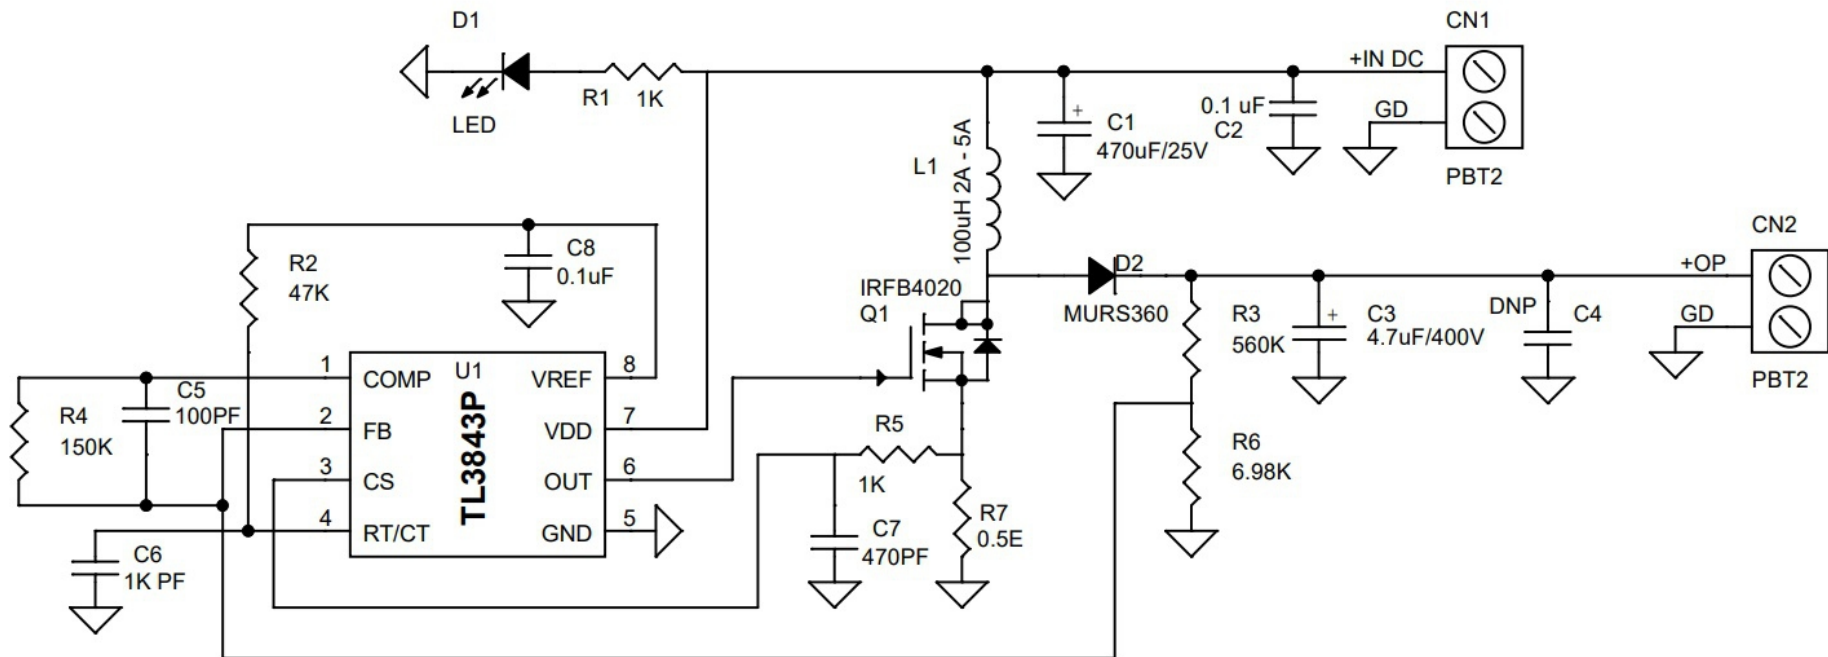 D1
CN1
+IN DC
R1
1K
LED
0.1 uF
C2
GD
+
C1
470uF/25V
L1
100uH 2A - 5A
PBT2
CN2
C8
0.1uF
R2
47K
+OP
IRFB4020
Q1
D2
MURS360
R3
560K
+
C3
4.7uF/400V
DNP
C4
GD
PBT2
1
COMP
U1
VREF
8
C5
100PF
R4
150K
2
FB
TL3843P
VDD
7
R5
1K
R6
6.98K
3
CS
OUT
6
4
RT/CT
GND
5
C6
1K PF
C7
470PF
R7
0.5E